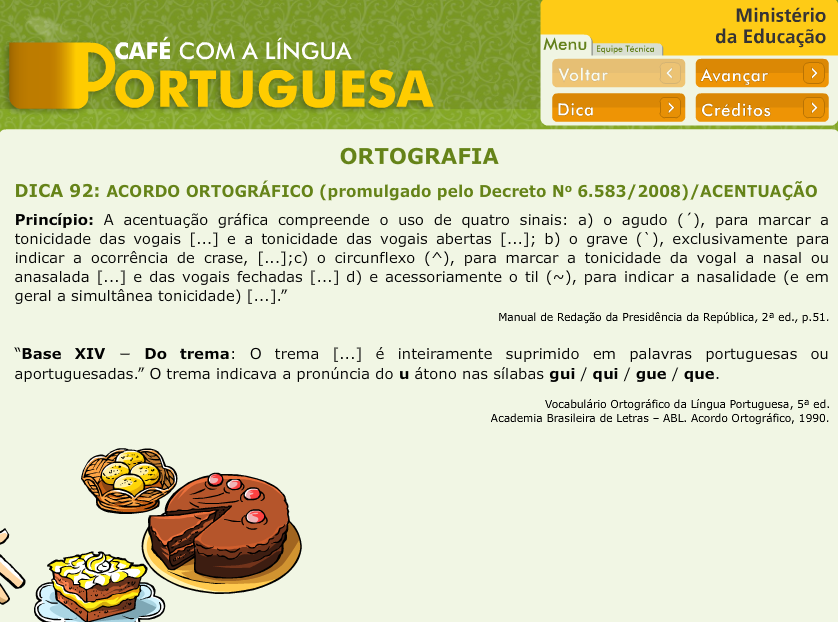 CAFÉ COM A LÍNGUA
PORTUGUESA
Ministério
da Educação
Menu
Equipe Técnica
Voltar
Avançar
Dica
Créditos
ORTOGRAFIA
DICA 92: ACORDO ORTOGRÁFICO (promulgado pelo Decreto Nº 6.583/2008)/ACENTUAÇÃO
Princípio: A acentuação gráfica compreende o uso de quatro sinais: a) o agudo (´), para marcar a
tonicidade das vogais [...] e a tonicidade das vogais abertas [...]; b) o grave (`), exclusivamente para
indicar a ocorrência de crase, [...];c) o circunflexo (^), para marcar a tonicidade da vogal a nasal ou
anasalada [...] e das vogais fechadas [...] d) e acessoriamente o til (~), para indicar a nasalidade (e em
geral a simultânea tonicidade) [...].”
Manual de Redação da Presidência da República, 2ª ed., p.51.
“Base XIV − Do trema: O trema [...] é inteiramente suprimido em palavras portuguesas ou
aportuguesadas.” O trema indicava a pronúncia do u átono nas sílabas gui / qui / gue / que.
Vocabulário Ortográfico da Língua Portuguesa, 5ª ed.
Academia Brasileira de Letras – ABL. Acordo Ortográfico, 1990.